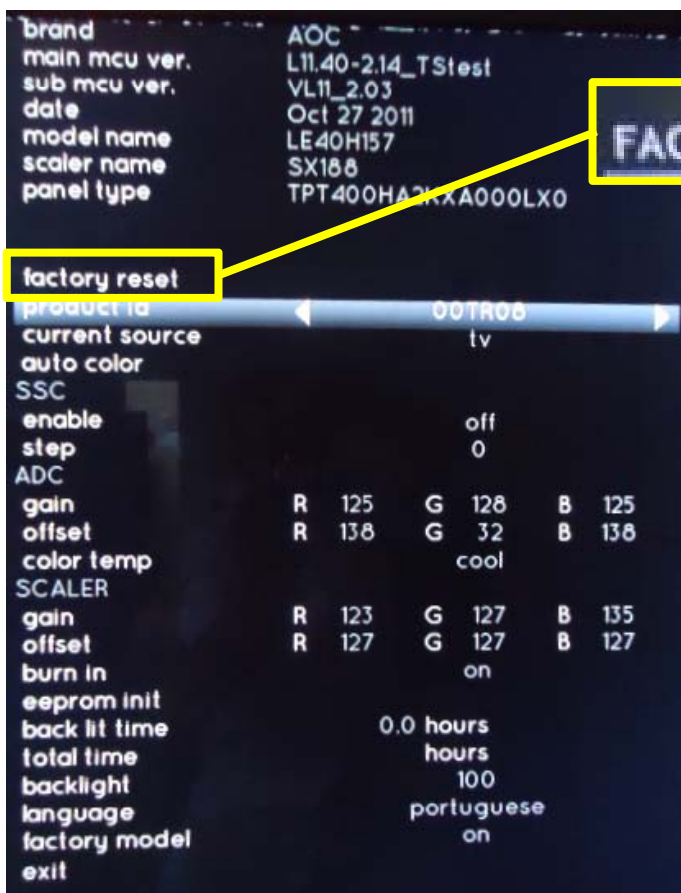 brand AOC
main mcu ver. L11.40-2.14_TStest
sub mcu ver. VL11_2.03
date Oct 27 2011
model name LE40H157
FAC
scaler name SX188
panel type TPT400HA2KXA000LX0
factory reset
product id 00TR08
current source tv
auto color
SSC
enable off
step 0
ADC
gain R 125 G 128 B 125
offset R 138 G 32 B 138
color temp cool
SCALER
gain R 123 G 127 B 135
offset R 127 G 127 B 127
burn in on
eeprom init
back lit time 0.0 hours
total time hours
backlight 100
language portuguese
factory model on
exit